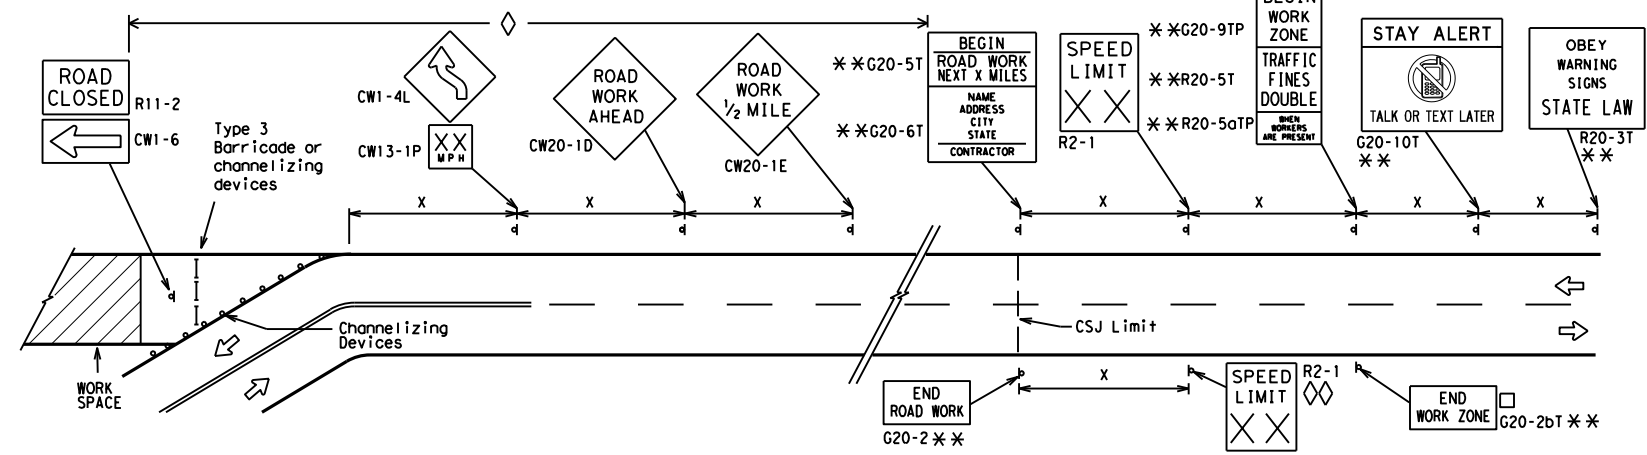 ROAD
CLOSED
R11-2
CW1-6
Type 3
Barricade or
channelizing
devices
CW1-4L
XX
MPH
CW13-1P
ROAD
WORK
AHEAD
CW20-1D
ROAD
WORK
1/2 MILE
CW20-1E
* *G20-5T
* *G20-6T
BEGIN
ROAD WORK
NEXT X MILES
NAME
ADDRESS
CITY
STATE
CONTRACTOR
SPEED
LIMIT
X X
R2-1
* *G20-9TP
* *R20-5T
* *R20-5aTP
BEGIN
WORK
ZONE
TRAFFIC
FINES
DOUBLE
WHEN
WORKERS
ARE PRESENT
STAY ALERT
TALK OR TEXT LATER
G20-10T
* *
OBEY
WARNING
SIGNS
STATE LAW
R20-3T
* *
X
X
X
X
X
X
X
Channelizing
Devices
WORK
SPACE
CSJ Limit
END
ROAD WORK
G20-2 * *
X
SPEED
LIMIT
X X
R2-1
END
WORK ZONE
G20-2bT * *